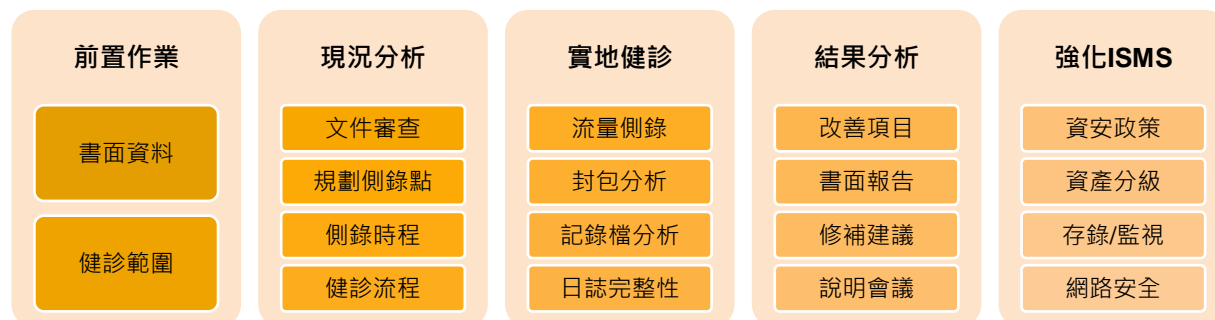 前置作業
書面資料
健診範圍
現況分析
文件審查
規劃側錄點
側錄時程
健診流程
實地健診
流量側錄
封包分析
記錄檔分析
日誌完整性
結果分析
改善項目
書面報告
修補建議
說明會議
強化ISMS
資安政策
資產分級
存錄/監視
網路安全